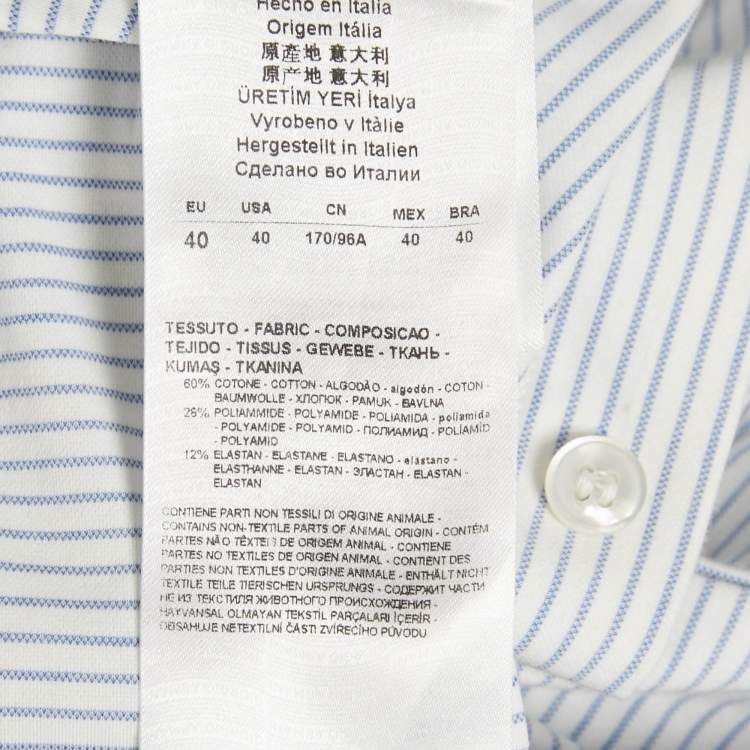 Hecho en Italia
Origem Itália
原產地 意大利
原产地 意大利
ÜRETİM YERİ İtalya
Vyrobeno v Itàlie
Hergestellt in Italien
Сделано во Италии
EU USA CN MEX BRA
40 40 170/96A 40 40
TESSUTO - FABRIC - COMPOSICAO -
TEJIDO - TISSUS - GEWEBE - ТКАНЬ -
KUMAŞ - TKANINA
60% COTONE - COTTON - ALGODÃO - algodón - COTON -
BAUMWOLLE - ХЛОПОК - PAMUK - BAVLNA
28% POLIAMMIDE - POLYAMIDE - POLIAMIDA - poliamida
- POLYAMIDE - POLYAMID - ПОЛИАМИД - POLİAMİD
- POLYAMID
12% ELASTAN - ELASTANE - ELASTANO - elastano -
ELASTHANNE - ELASTAN - ЭЛАСТАН - ELASTAN -
ELASTAN
CONTIENE PARTI NON TESSILI DI ORIGINE ANIMALE -
CONTAINS NON-TEXTILE PARTS OF ANIMAL ORIGIN - CONTÉM
PARTES NÃO TÊXTEIS DE ORIGEM ANIMAL - CONTIENE
PARTES NO TEXTILES DE ORIGEN ANIMAL - CONTIENT DES
PARTIES NON TEXTILES D'ORIGINE ANIMALE - ENTHÄLT NICHT
TEXTILE TEILE TIERISCHEN URSPRUNGS - СОДЕРЖИТ ЧАСТИ
НЕ ИЗ ТЕКСТИЛЯ ЖИВОТНОГО ПРОИСХОЖДЕНИЯ -
HAYVANSAL OLMAYAN TEKSTİL PARÇALARI İÇERİR -
OBSAHUJE NETEXTILNÍ ČÁSTI ZVÍŘECÍHO PŮVODU